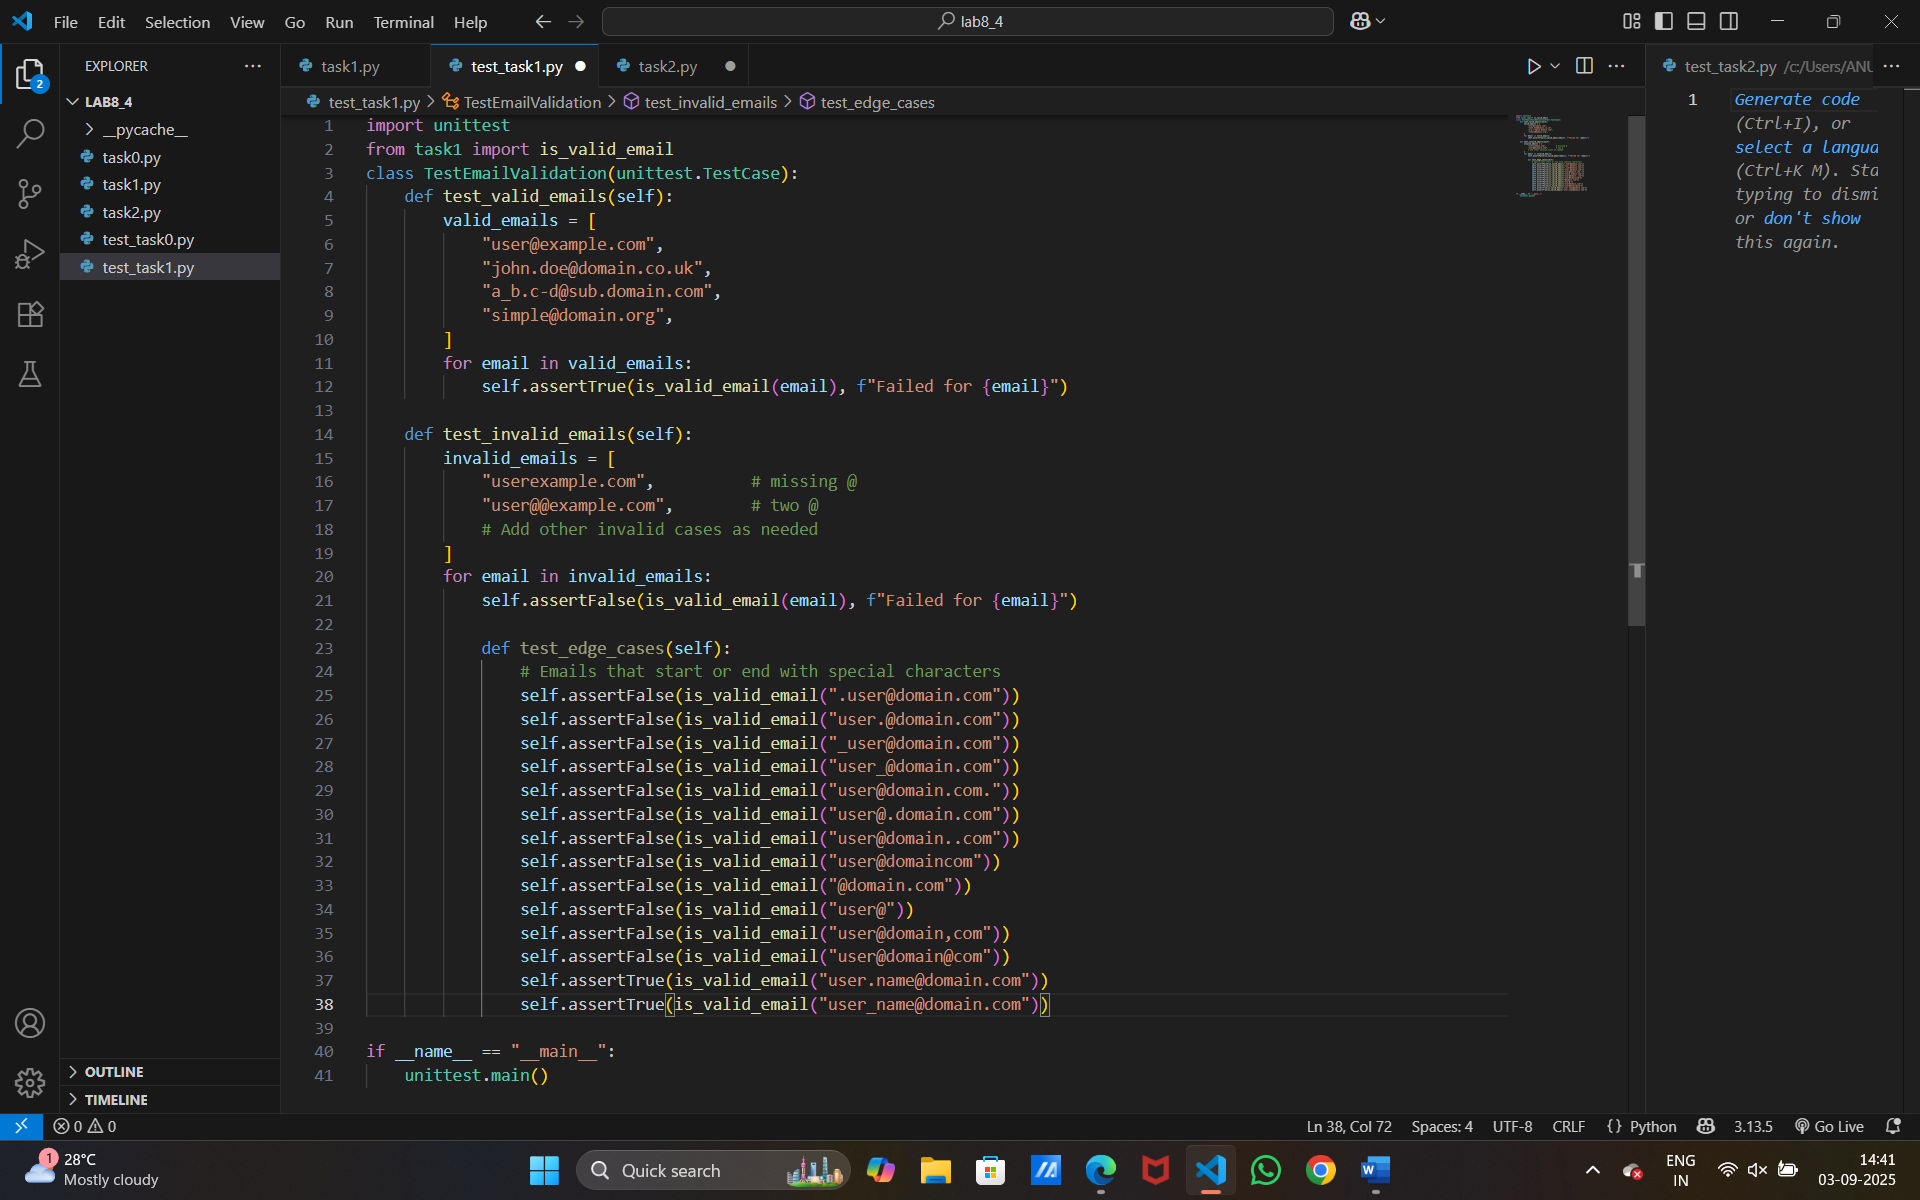 File Edit Selection View Go Run Terminal Help
lab8_4
EXPLORER
2
LAB8_4
__pycache__
task0.py
task1.py
task2.py
test_task0.py
test_task1.py
OUTLINE
TIMELINE
task1.py
test_task1.py
task2.py
test_task1.py > TestEmailValidation > test_invalid_emails > test_edge_cases
1 import unittest
2 from task1 import is_valid_email
3 class TestEmailValidation(unittest.TestCase):
4     def test_valid_emails(self):
5         valid_emails = [
6             "user@example.com",
7             "john.doe@domain.co.uk",
8             "a_b.c-d@sub.domain.com",
9             "simple@domain.org",
10         ]
11         for email in valid_emails:
12             self.assertTrue(is_valid_email(email), f"Failed for {email}")
13
14     def test_invalid_emails(self):
15         invalid_emails = [
16             "userexample.com",          # missing @
17             "user@@example.com",        # two @
18             # Add other invalid cases as needed
19         ]
20         for email in invalid_emails:
21             self.assertFalse(is_valid_email(email), f"Failed for {email}")
22
23             def test_edge_cases(self):
24                 # Emails that start or end with special characters
25                 self.assertFalse(is_valid_email(".user@domain.com"))
26                 self.assertFalse(is_valid_email("user.@domain.com"))
27                 self.assertFalse(is_valid_email("_user@domain.com"))
28                 self.assertFalse(is_valid_email("user_@domain.com"))
29                 self.assertFalse(is_valid_email("user@domain.com."))
30                 self.assertFalse(is_valid_email("user@.domain.com"))
31                 self.assertFalse(is_valid_email("user@domain..com"))
32                 self.assertFalse(is_valid_email("user@domaincom"))
33                 self.assertFalse(is_valid_email("@domain.com"))
34                 self.assertFalse(is_valid_email("user@"))
35                 self.assertFalse(is_valid_email("user@domain,com"))
36                 self.assertFalse(is_valid_email("user@domain@com"))
37                 self.assertTrue(is_valid_email("user.name@domain.com"))
38                 self.assertTrue(is_valid_email("user_name@domain.com"))
39
40 if __name__ == "__main__":
41     unittest.main()
test_task2.py /c:/Users/ANU
1 Generate code
(Ctrl+I), or
select a langua
(Ctrl+K M). Sta
typing to dismi
or don't show
this again.
0 0
Ln 38, Col 72 Spaces: 4 UTF-8 CRLF {} Python 3.13.5 Go Live
1
28°C
Mostly cloudy
Quick search
W
ENG
IN
14:41
03-09-2025